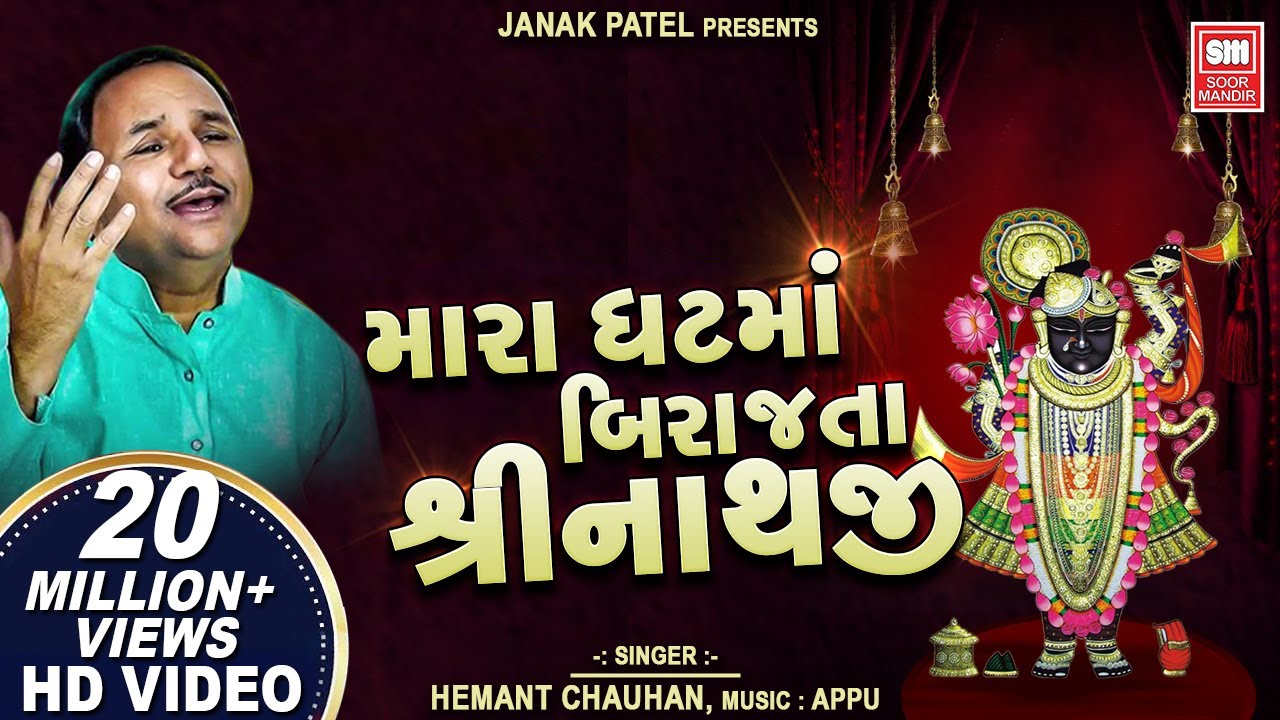 JANAK PATEL PRESENTS
SM
SOOR
MANDIR
મારા ઘટમાં
બિરાજતા
શ્રીનાથજી
20
MILLION+
VIEWS
HD VIDEO
-: SINGER :-
HEMANT CHAUHAN, MUSIC : APPU